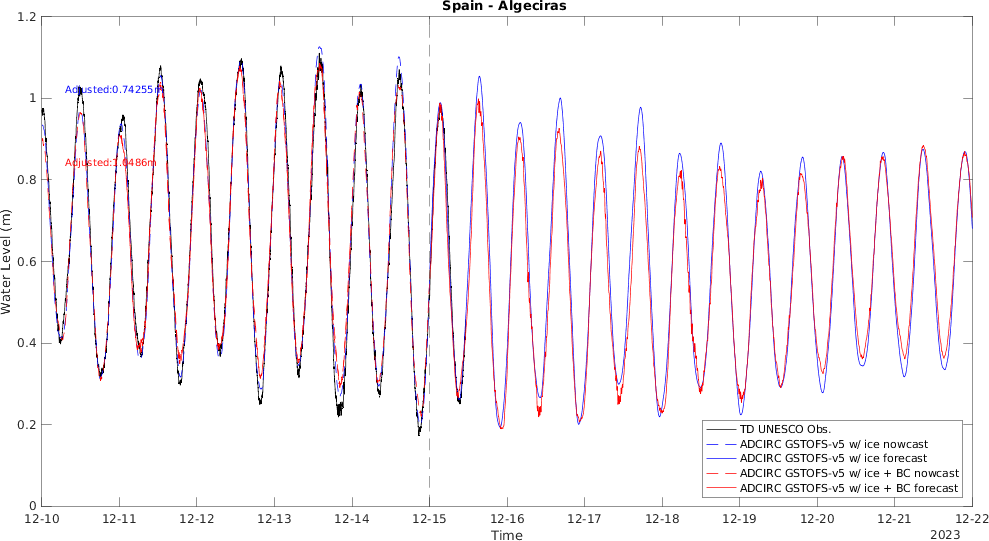 Spain - Algeciras
1.2
1
0.8
0.6
0.4
0.2
0
Water Level (m)
Adjusted:0.74255m
Adjusted:1.0486m
TD UNESCO Obs.
ADCIRC GSTOFS-v5 w/ ice nowcast
ADCIRC GSTOFS-v5 w/ ice forecast
ADCIRC GSTOFS-v5 w/ ice + BC nowcast
ADCIRC GSTOFS-v5 w/ ice + BC forecast
12-10 12-11 12-12 12-13 12-14 12-15 12-16 12-17 12-18 12-19 12-20 12-21 12-22
Time
2023